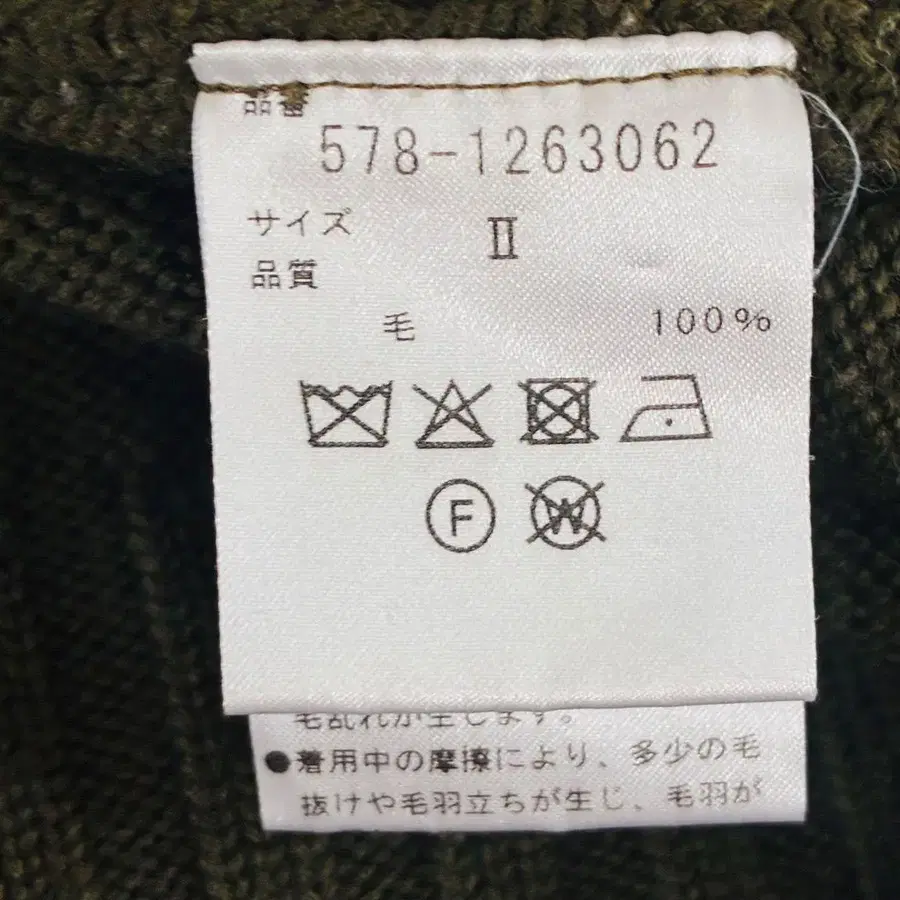 品番
578-1263062
サイズ Ⅱ
品質
毛 100%
F
W
毛乱れが生じます。
●着用中の摩擦により、多少の毛
抜けや毛羽立ちが生じ、毛羽が